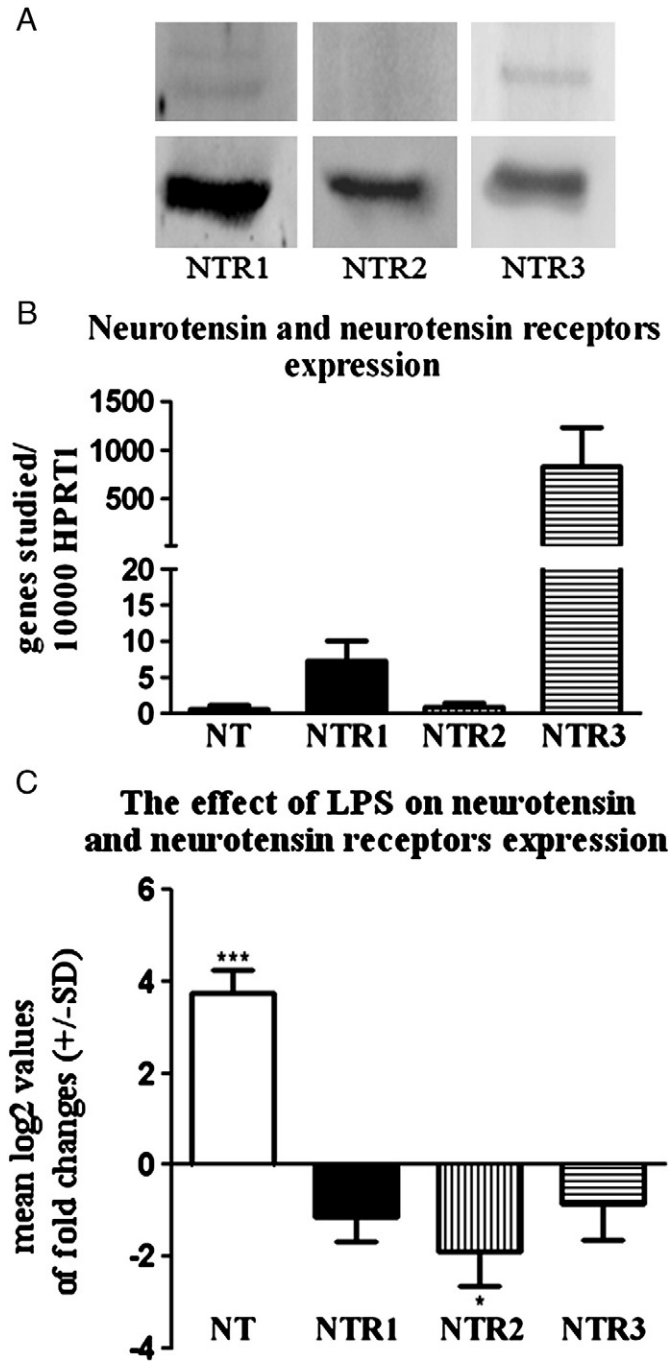 A
NTR1 NTR2 NTR3
B
Neurotensin and neurotensin receptors
expression
genes studied/
10000 HPRT1
1500
1000
500
20
15
10
5
0
NT NTR1 NTR2 NTR3
C
The effect of LPS on neurotensin
and neurotensin receptors expression
mean log2 values
of fold changes (+/-SD)
6
4
2
0
-2
-4
***
*
NT NTR1 NTR2 NTR3